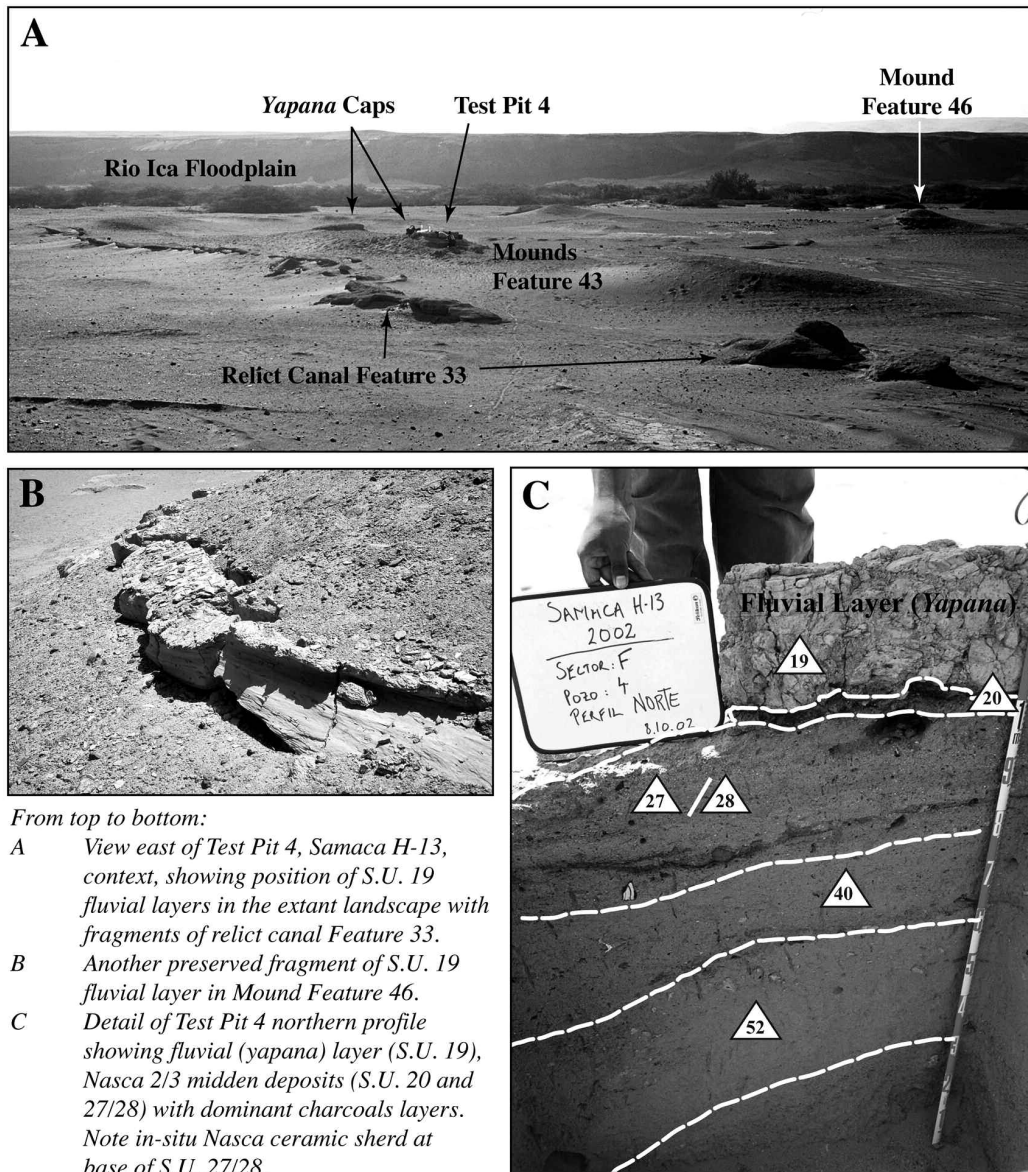 A
Yapana Caps
Test Pit 4
Mound
Feature 46
Rio Ica Floodplain
Mounds
Feature 43
Relict Canal Feature 33
B
C
SAMACA H-13
2002
SECTOR: F
POZO: 4
PERFIL NORTE
8.10.02
Fluvial Layer (Yapana)
19
20
27
28
40
52
From top to bottom:
A View east of Test Pit 4, Samaca H-13,
context, showing position of S.U. 19
fluvial layers in the extant landscape with
fragments of relict canal Feature 33.
B Another preserved fragment of S.U. 19
fluvial layer in Mound Feature 46.
C Detail of Test Pit 4 northern profile
showing fluvial (yapana) layer (S.U. 19),
Nasca 2/3 midden deposits (S.U. 20 and
27/28) with dominant charcoals layers.
Note in-situ Nasca ceramic sherd at
base of S.U. 27/28